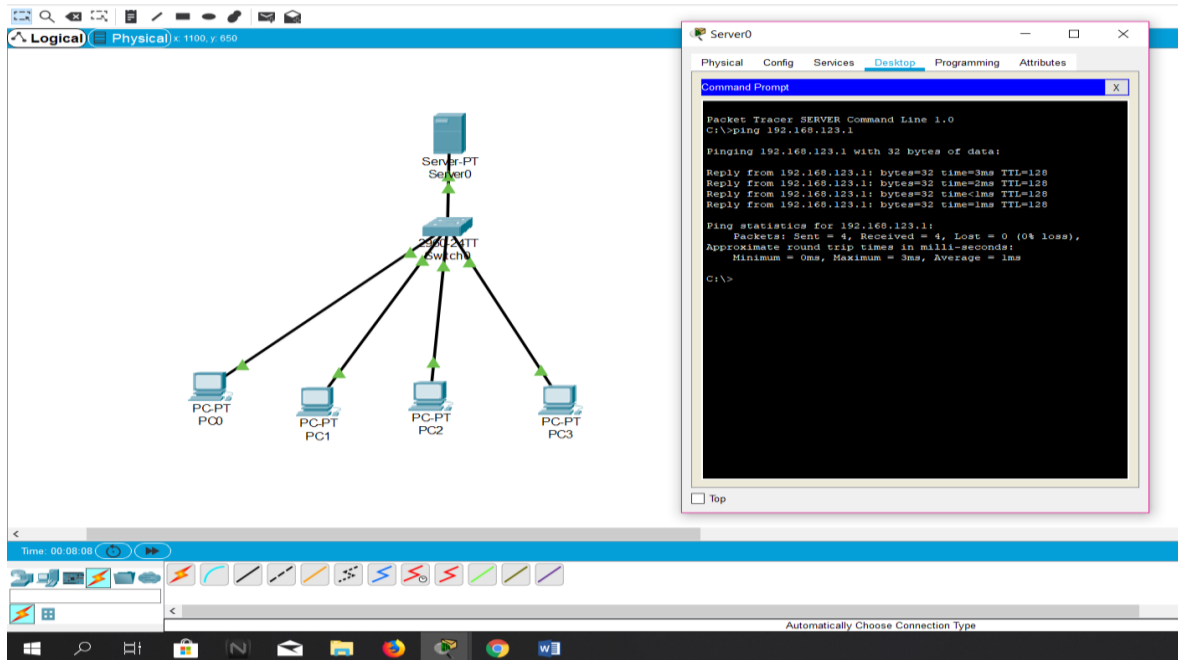 Logical Physical x: 1100, y: 650
Server-PT
Server0
2960-24TT
Switch0
PC-PT
PC0
PC-PT
PC1
PC-PT
PC2
PC-PT
PC3
Server0
Physical Config Services Desktop Programming Attributes
Command Prompt X
Packet Tracer SERVER Command Line 1.0
C:\>ping 192.168.123.1
Pinging 192.168.123.1 with 32 bytes of data:
Reply from 192.168.123.1: bytes=32 time=3ms TTL=128
Reply from 192.168.123.1: bytes=32 time=2ms TTL=128
Reply from 192.168.123.1: bytes=32 time<1ms TTL=128
Reply from 192.168.123.1: bytes=32 time=1ms TTL=128
Ping statistics for 192.168.123.1:
Packets: Sent = 4, Received = 4, Lost = 0 (0% loss),
Approximate round trip times in milli-seconds:
Minimum = 0ms, Maximum = 3ms, Average = 1ms
C:\>
Top
Time: 00:08:08
Automatically Choose Connection Type